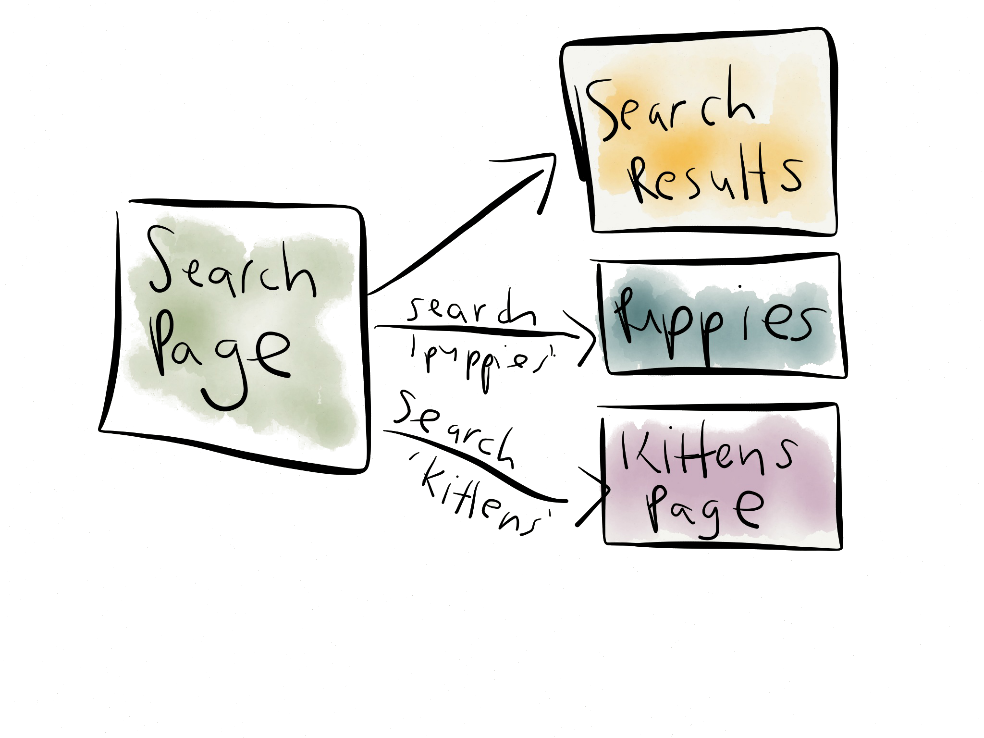 Search
Page
Search
Results
search
'puppies'
Puppies
Search
'kittens'
Kittens
Page